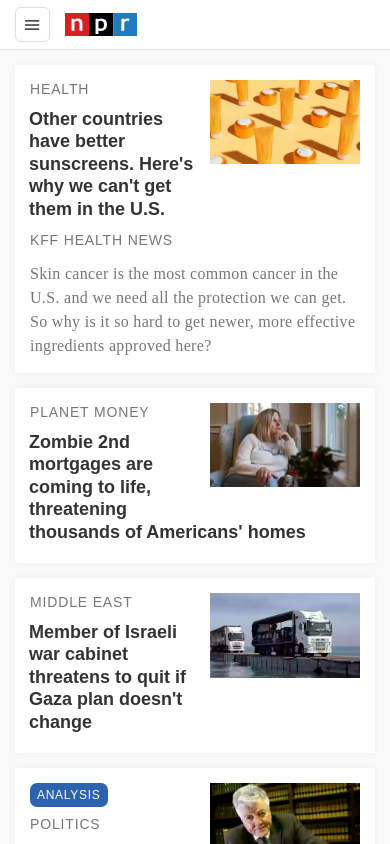 npr
HEALTH
Other countries
have better
sunscreens. Here's
why we can't get
them in the U.S.
KFF HEALTH NEWS
Skin cancer is the most common cancer in the
U.S. and we need all the protection we can get.
So why is it so hard to get newer, more effective
ingredients approved here?
PLANET MONEY
Zombie 2nd
mortgages are
coming to life,
threatening
thousands of Americans' homes
MIDDLE EAST
Member of Israeli
war cabinet
threatens to quit if
Gaza plan doesn't
change
ANALYSIS
POLITICS